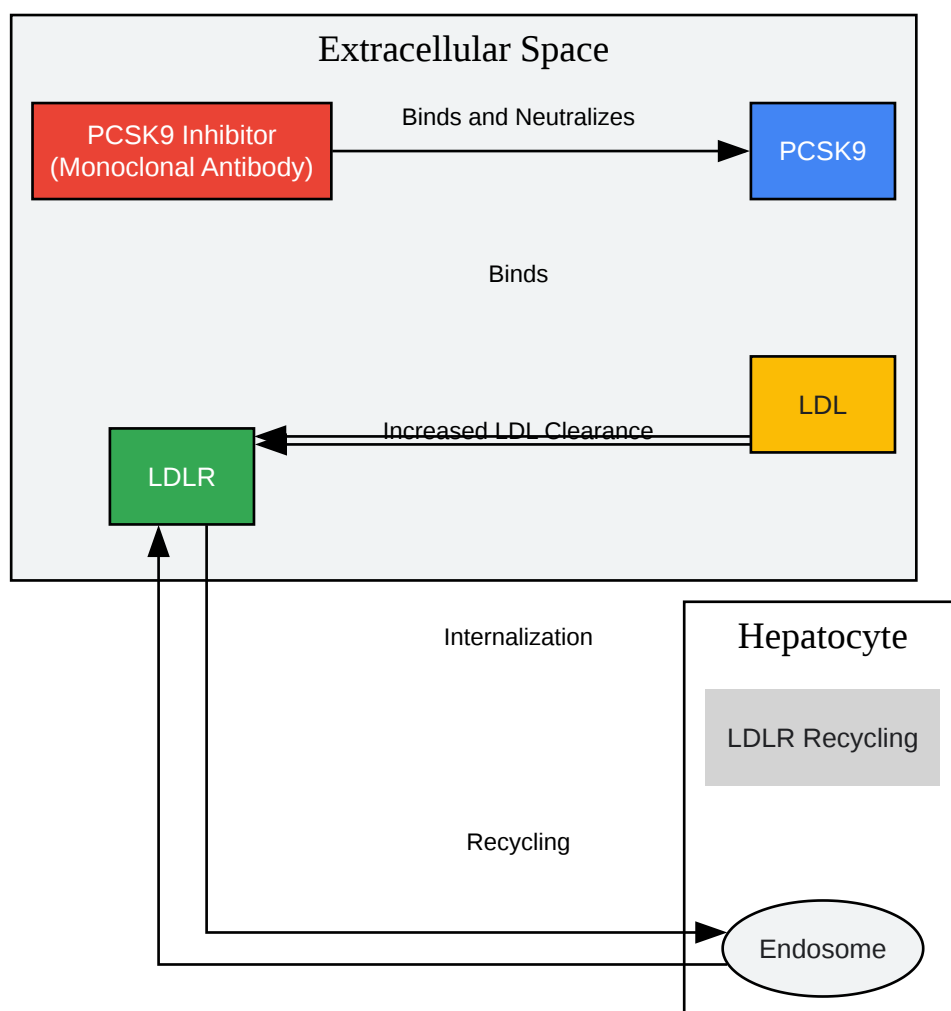 Extracellular Space
PCSK9 Inhibitor
(Monoclonal Antibody)
Binds and Neutralizes
PCSK9
Binds
LDL
Increased LDL Clearance
LDLR
Internalization
Hepatocyte
LDLR Recycling
Recycling
Endosome